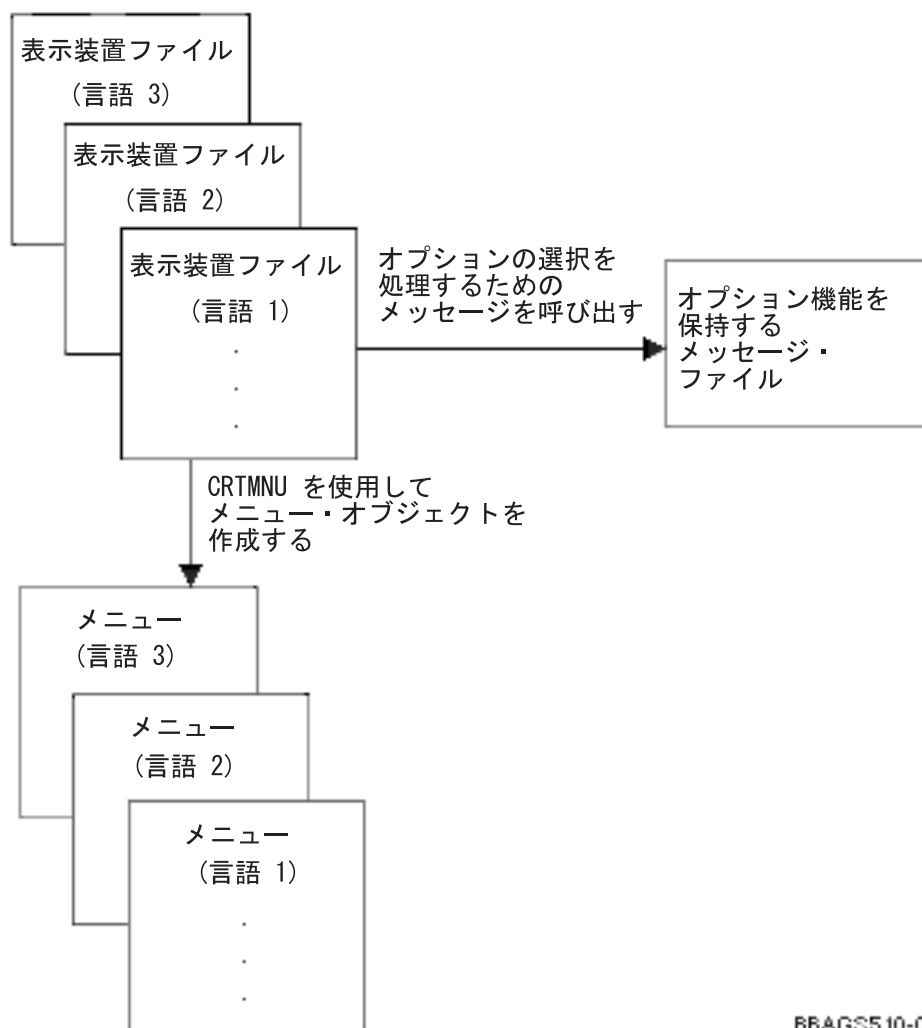 表示装置ファイル
(言語 3)
表示装置ファイル
(言語 2)
表示装置ファイル
(言語 1)
.
.
.
オプションの選択を
処理するための
メッセージを呼び出す
オプション機能を
保持する
メッセージ・
ファイル
CRTMNU を使用して
メニュー・オブジェクトを
作成する
メニュー
(言語 3)
メニュー
(言語 2)
メニュー
(言語 1)
.
.
.